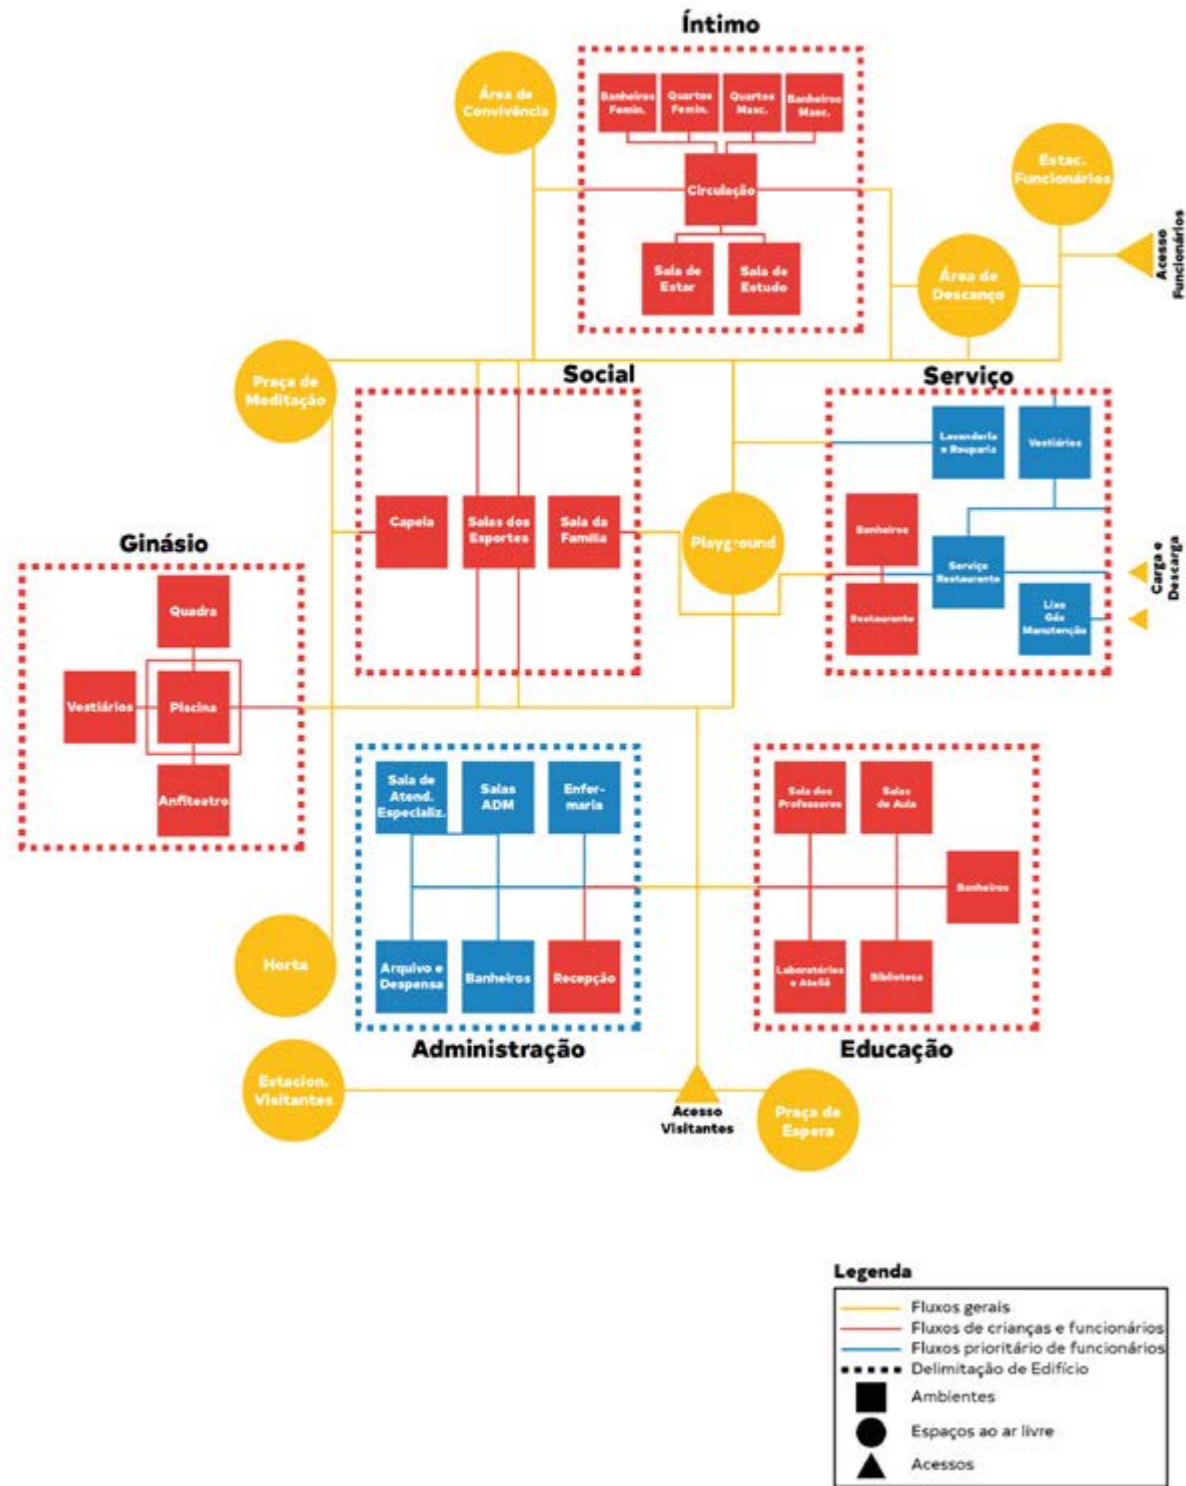 Íntimo
Área de
Convivência
Banheiros
Femin.
Quartos
Femin.
Quartos
Masc.
Banheiros
Masc.
Circulação
Sala de
Estar
Sala de
Estudo
Estac.
Funcionários
Acesso
Funcionários
Área de
Descanço
Praça de
Meditação
Social
Capela
Salas dos
Esportes
Sala da
Família
Playground
Serviço
Lavanderia
e Rouparia
Vestiários
Banheiros
Serviço
Restaurante
Restaurante
Lixo
Gás
Manutenção
Carga e
Descarga
Ginásio
Quadra
Vestiários
Piscina
Anfiteatro
Sala de
Atend.
Especializ.
Salas
ADM
Enfer-
maria
Arquivo e
Despensa
Banheiros
Recepção
Administração
Sala dos
Professores
Salas
de Aula
Banheiros
Laboratórios
e Ateliê
Biblioteca
Educação
Horta
Estacion.
Visitantes
Acesso
Visitantes
Praça de
Espera
Legenda
Fluxos gerais
Fluxos de crianças e funcionários
Fluxos prioritário de funcionários
Delimitação de Edifício
Ambientes
Espaços ao ar livre
Acessos